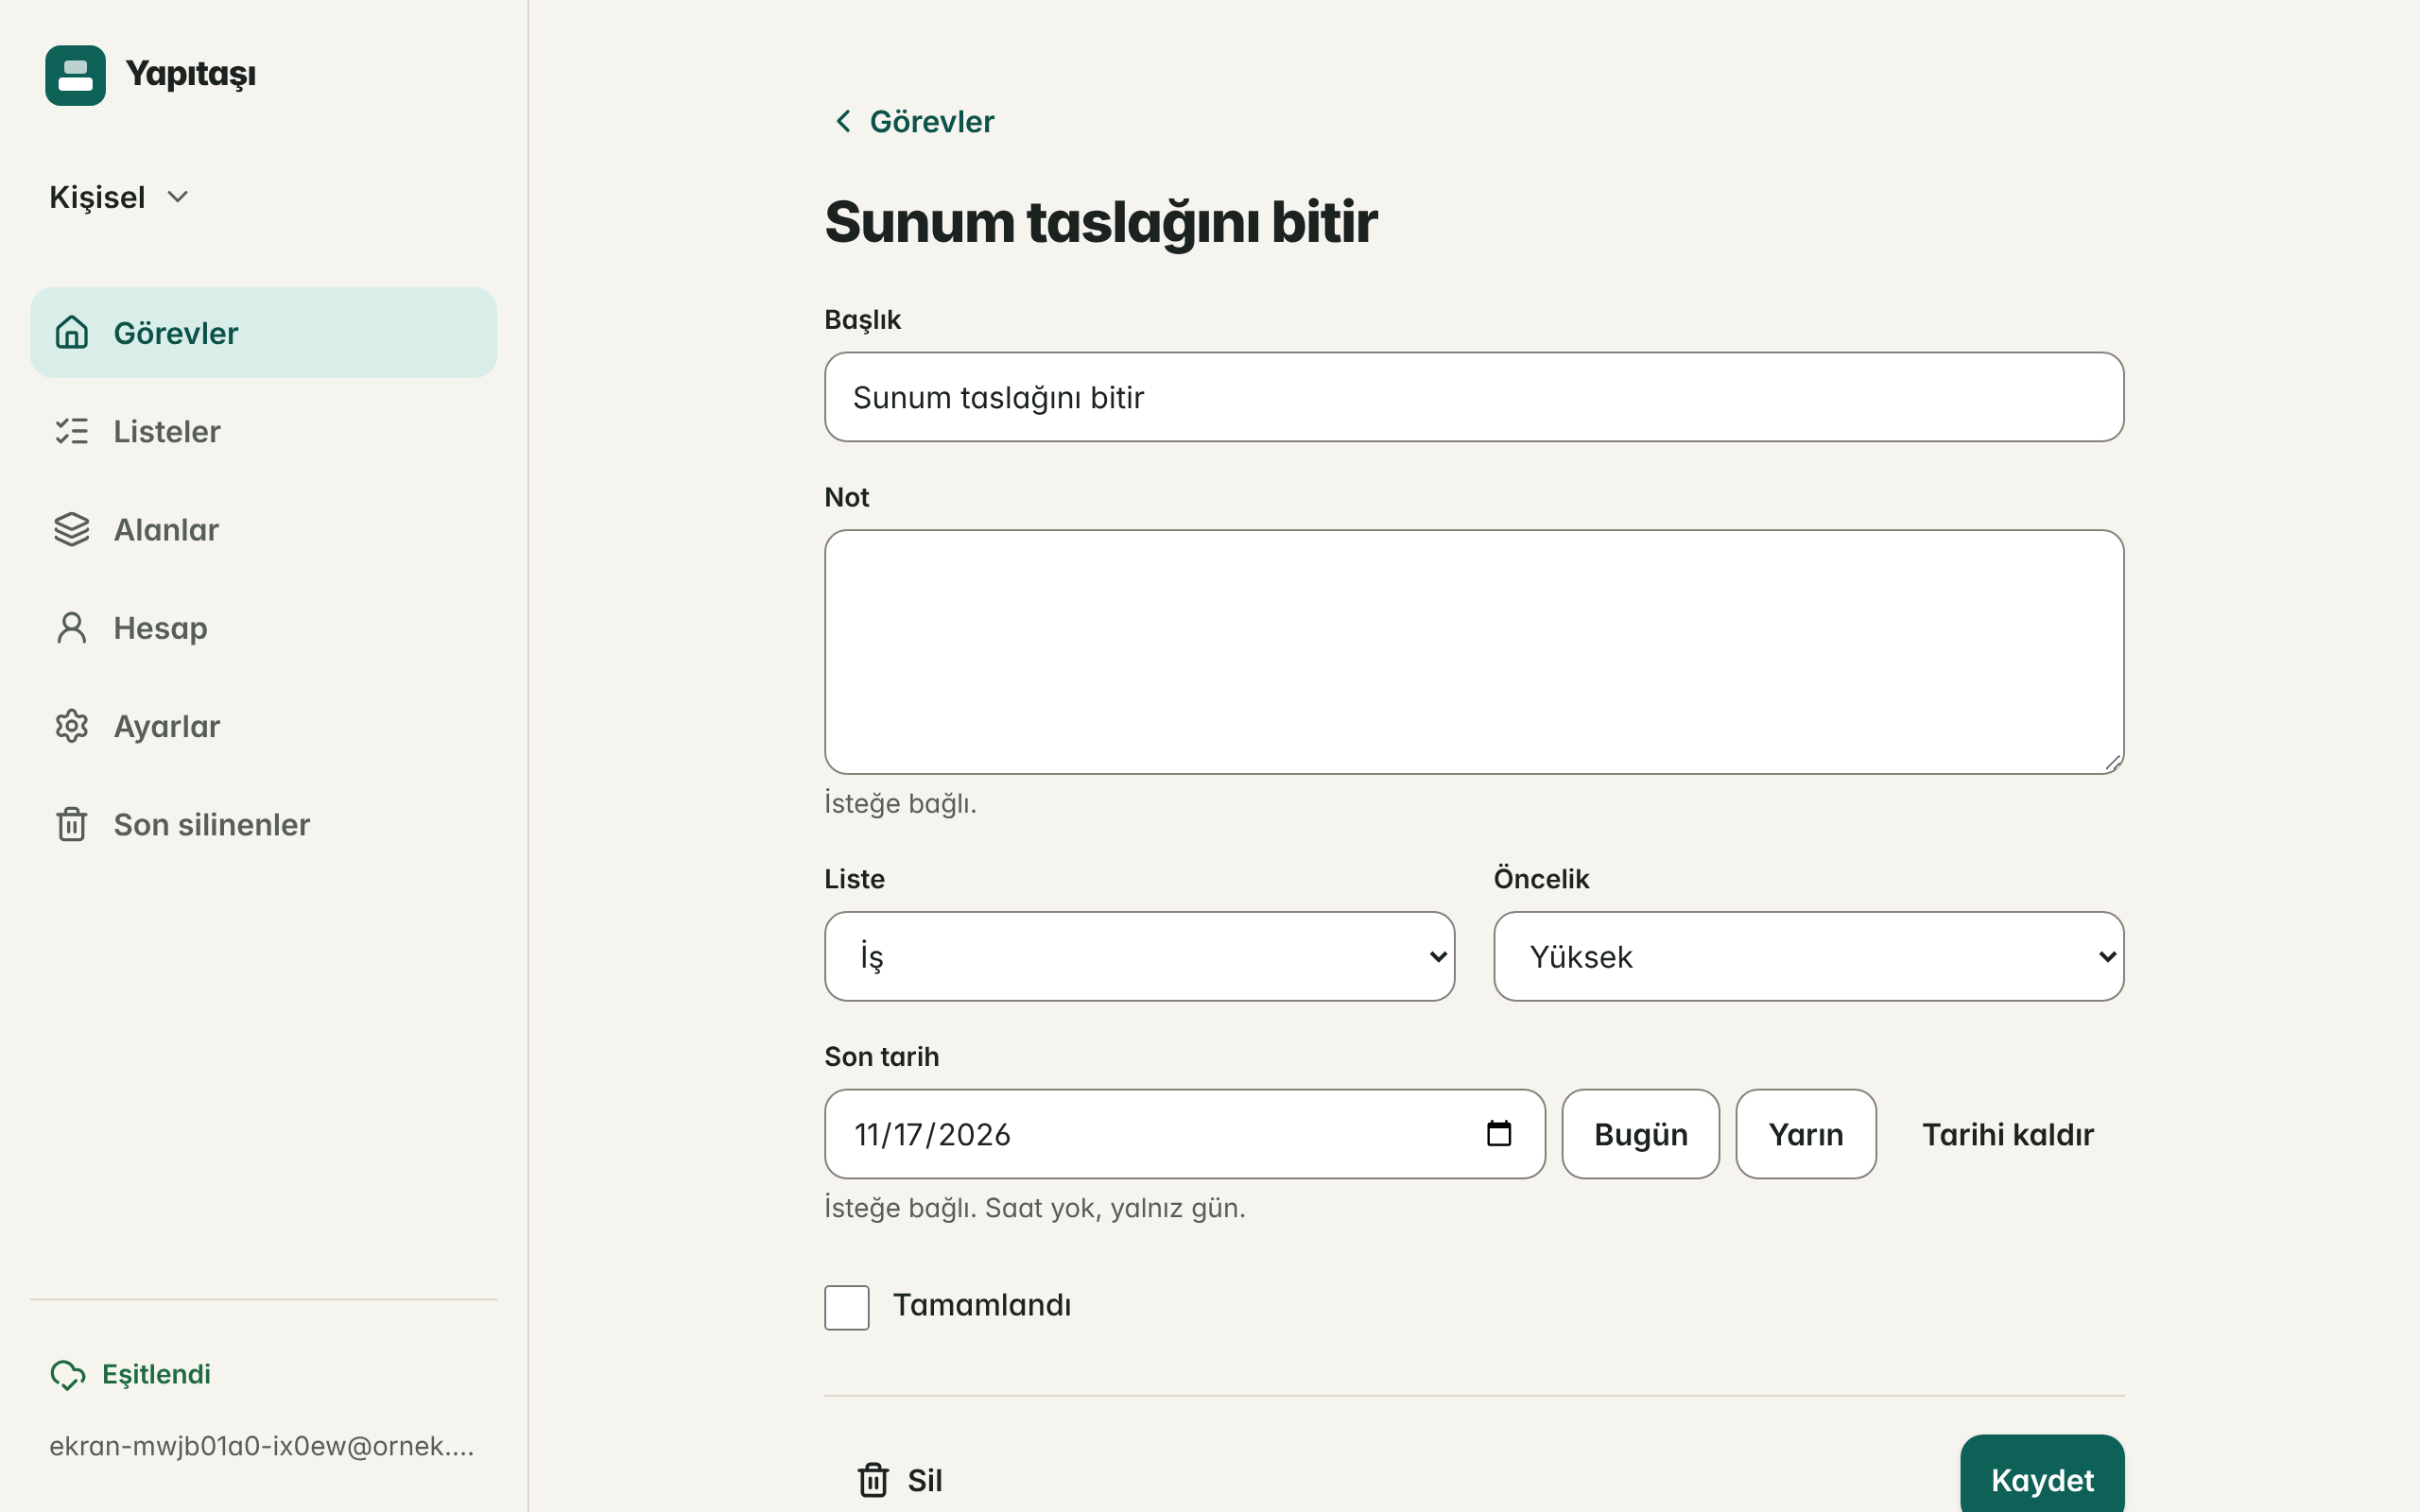 Yapıtaşı
Kişisel
Görevler
Listeler
Alanlar
Hesap
Ayarlar
Son silinenler
Eşitlendi
ekran-mwjb01a0-ix0ew@ornek....
Görevler
Sunum taslağını bitir
Başlık
Sunum taslağını bitir
Not
İsteğe bağlı.
Liste Öncelik
İş Yüksek
Son tarih
11/17/2026 Bugün Yarın Tarihi kaldır
İsteğe bağlı. Saat yok, yalnız gün.
Tamamlandı
Sil Kaydet